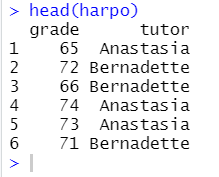 > head(harpo)
  grade      tutor
1    65  Anastasia
2    72 Bernadette
3    66 Bernadette
4    74  Anastasia
5    73  Anastasia
6    71 Bernadette
>